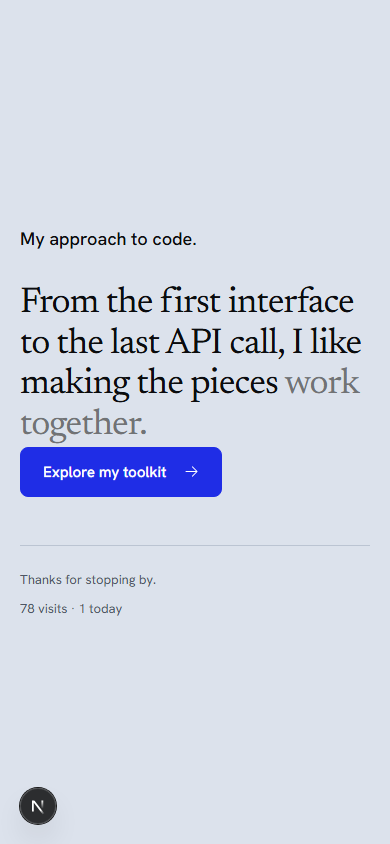 My approach to code.
From the first interface
to the last API call, I like
making the pieces work
together.
Explore my toolkit →
Thanks for stopping by.
78 visits · 1 today
N